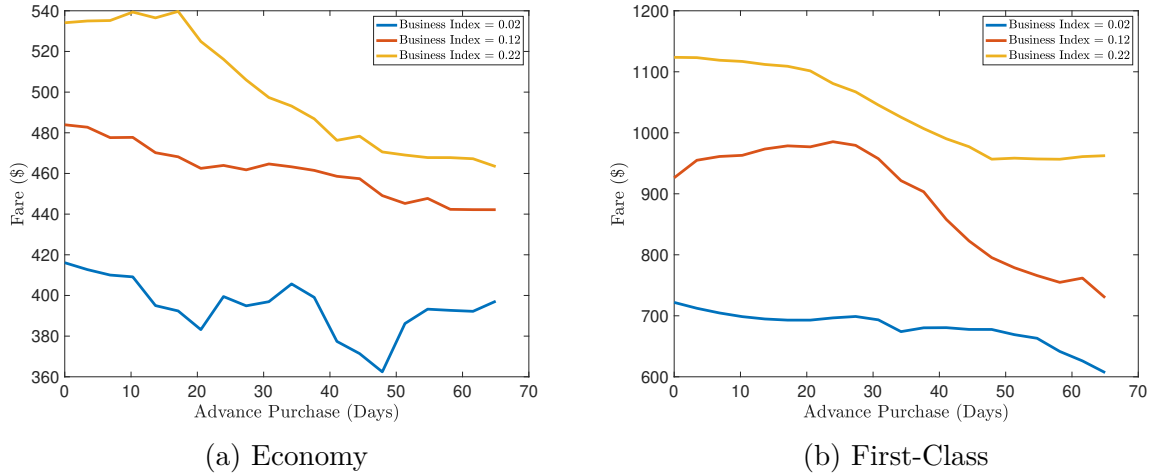 540
520
500
480
460
440
420
400
380
360
Fare ($)
0 10 20 30 40 50 60 70
Advance Purchase (Days)
Business Index = 0.02
Business Index = 0.12
Business Index = 0.22
(a) Economy
1200
1100
1000
900
800
700
600
Fare ($)
0 10 20 30 40 50 60 70
Advance Purchase (Days)
Business Index = 0.02
Business Index = 0.12
Business Index = 0.22
(b) First-Class